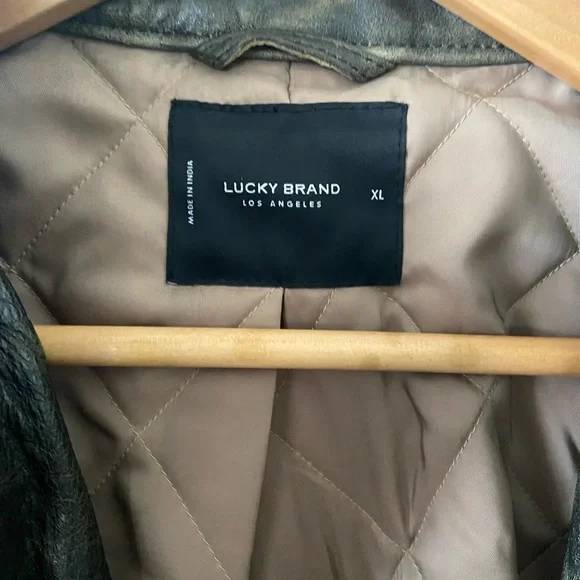 MADE IN INDIA
LUCKY BRAND
LOS ANGELES
XL